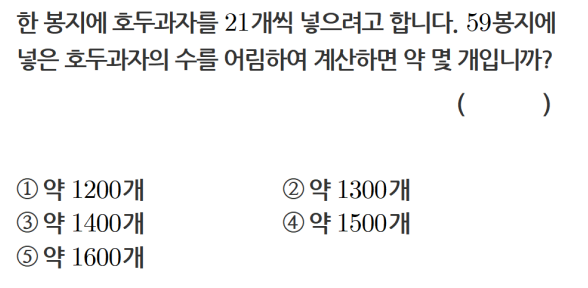 한 봉지에 호두과자를 21개씩 넣으려고 합니다. 59봉지에
넣은 호두과자의 수를 어림하여 계산하면 약 몇 개입니까?
( )
① 약 1200개 ② 약 1300개
③ 약 1400개 ④ 약 1500개
⑤ 약 1600개